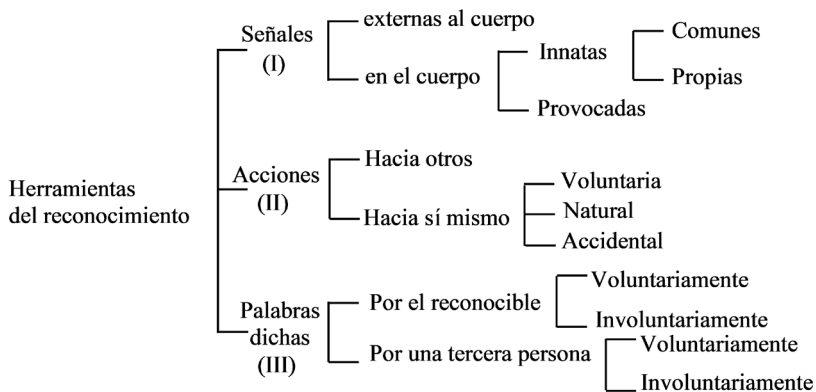 externas al cuerpo
Señales
(I)
en el cuerpo
Innatas
Comunes
Propias
Provocadas
Herramientas
del reconocimiento
Acciones
(II)
Hacia otros
Hacia sí mismo
Voluntaria
Natural
Accidental
Palabras
dichas
(III)
Por el reconocible
Voluntariamente
Involuntariamente
Por una tercera persona
Voluntariamente
Involuntariamente